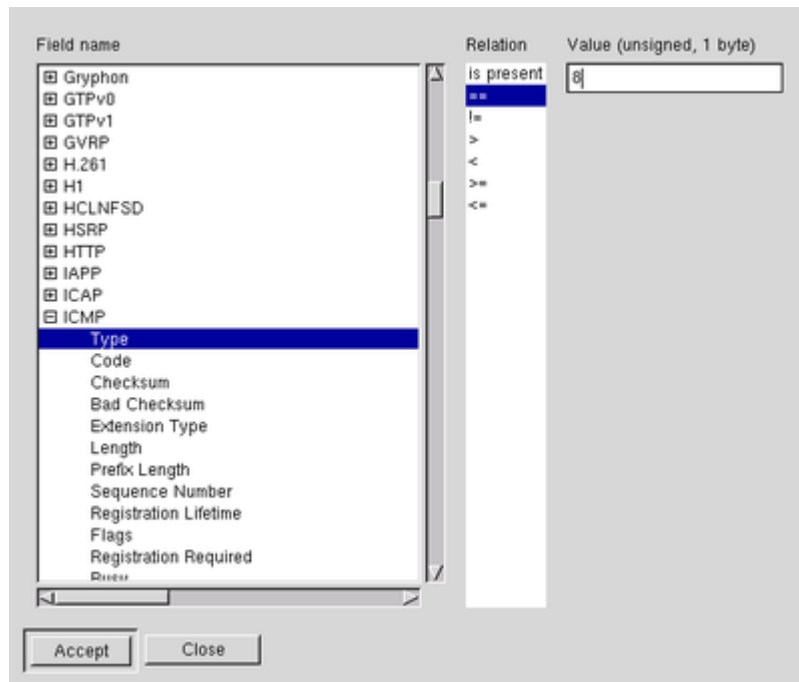 Field name
Relation
Value (unsigned, 1 byte)
Gryphon
is present
8
GTPv0
==
GTPv1
!=
GVRP
>
H.261
<
H1
>=
HCLNFSD
<=
HSRP
HTTP
IAPP
ICAP
ICMP
Type
Code
Checksum
Bad Checksum
Extension Type
Length
Prefix Length
Sequence Number
Registration Lifetime
Flags
Registration Required
Busy
Accept
Close